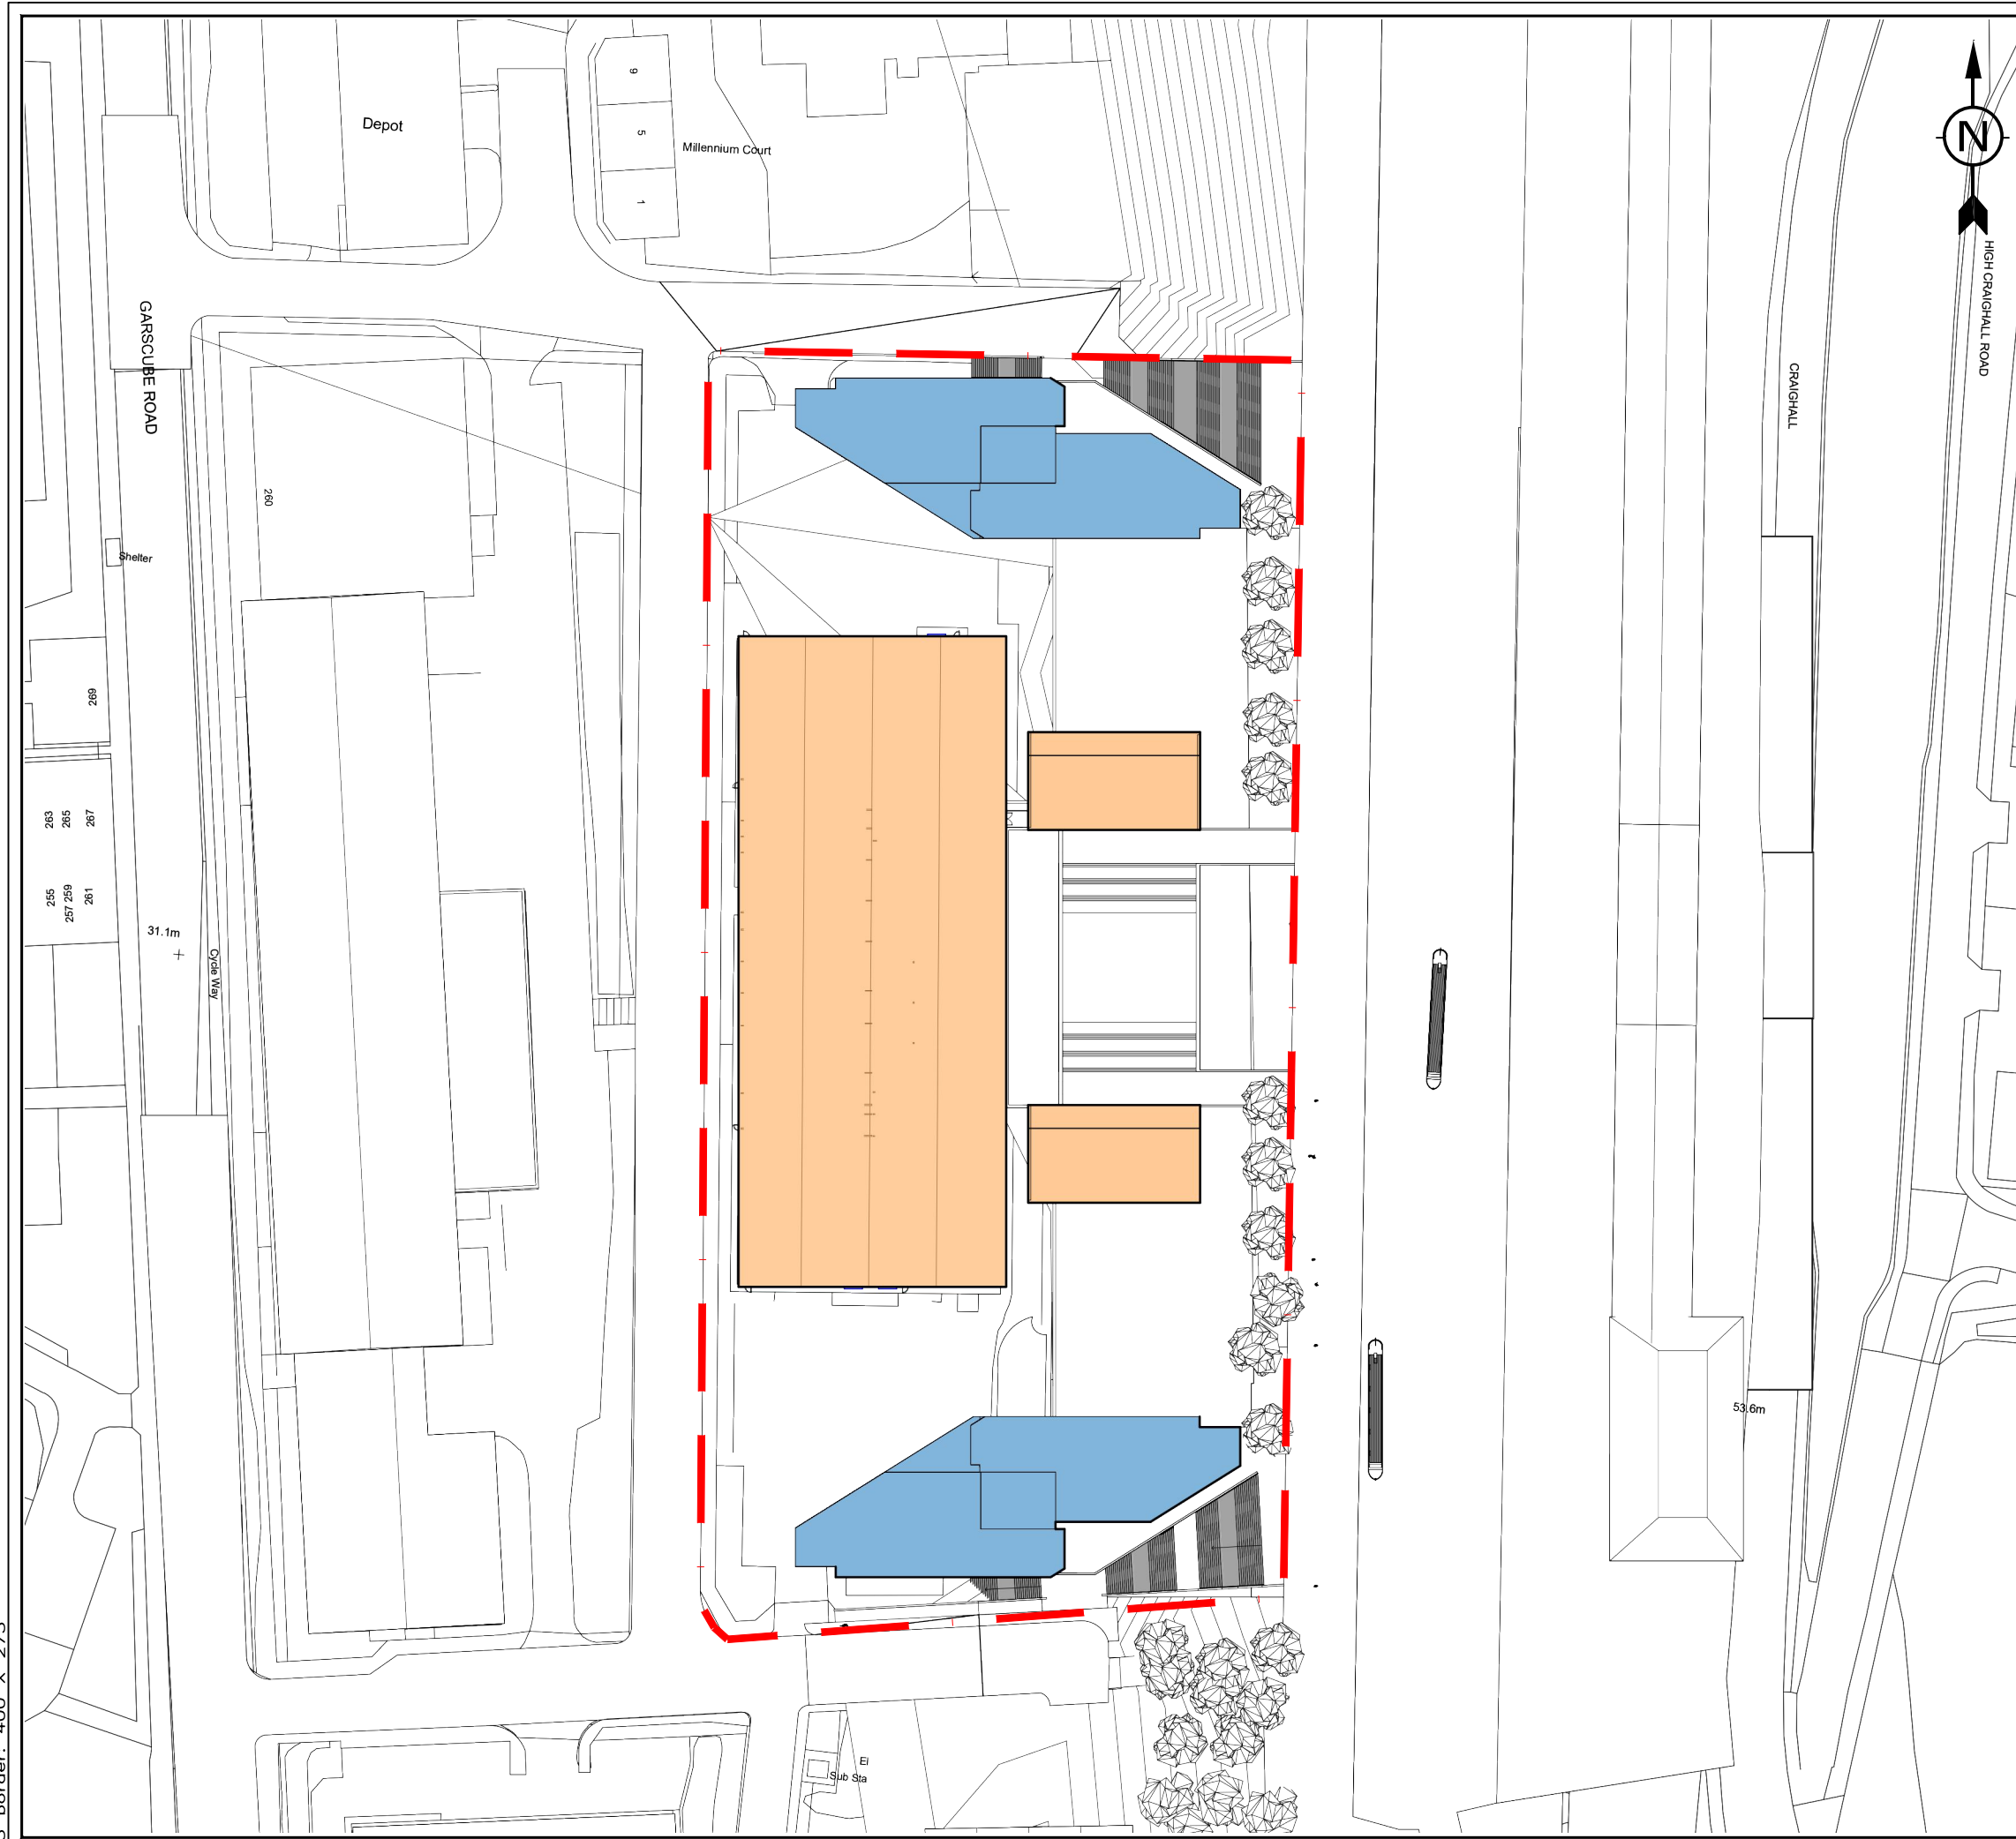 9
Depot
5
Millennium Court
1
N
HIGH CRAIGHALL ROAD
GARSCUBE ROAD
CRAIGHALL
260
Shelter
269
263
265
267
255
257 259
261
31.1m
Cycle Way
53.6m
El
Sub Sta